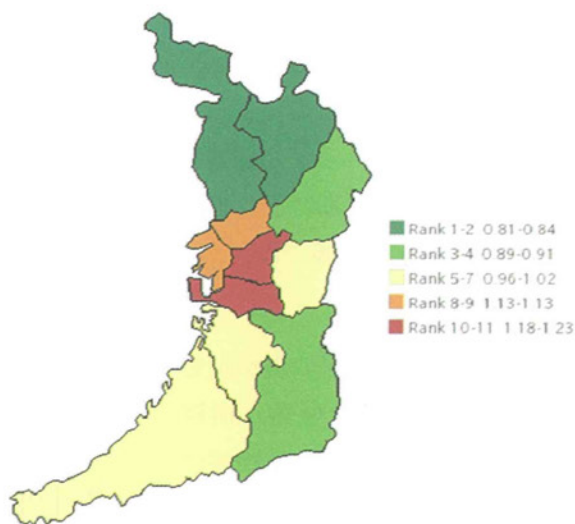 Rank 1-2 0 81-0 84
Rank 3-4 0 89-0 91
Rank 5-7 0 96-1 02
Rank 8-9 1 13-1 13
Rank 10-11 1 18-1 23